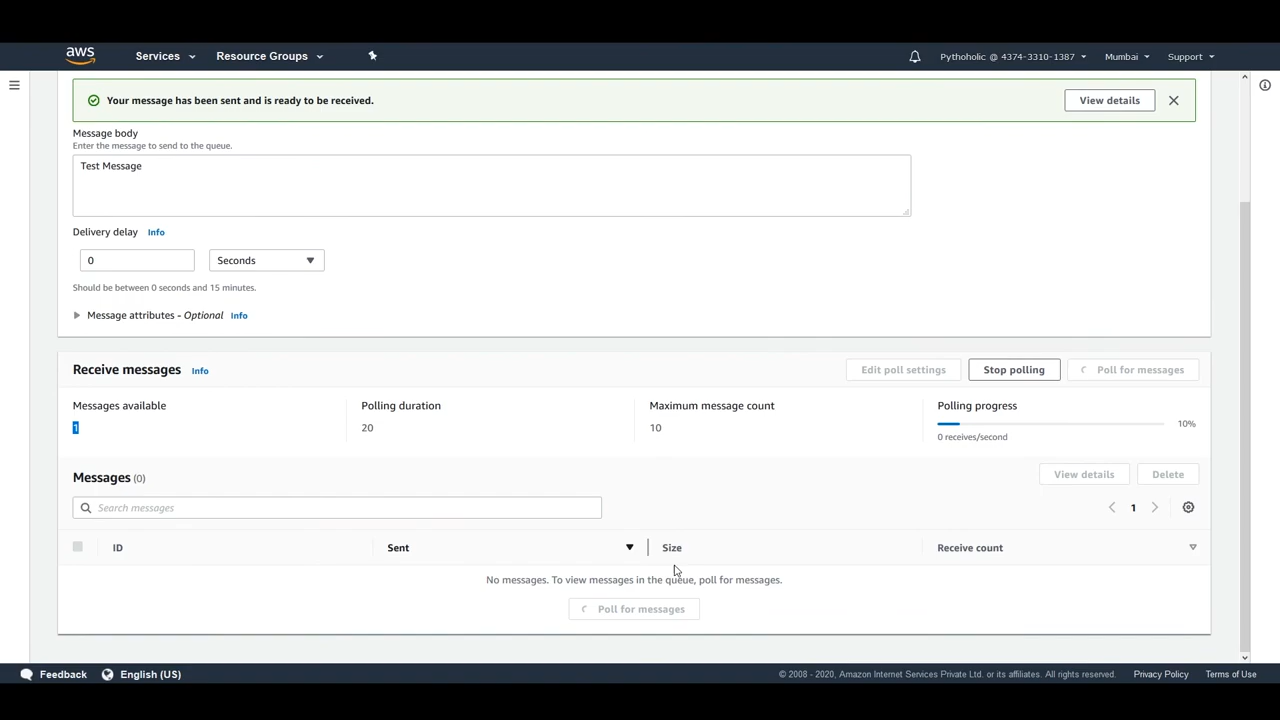 aws Services Resource Groups Pythoholic @ 4374-3310-1387 Mumbai Support
Your message has been sent and is ready to be received. View details
Message body
Enter the message to send to the queue.
Test Message
Delivery delay Info
0 Seconds
Should be between 0 seconds and 15 minutes.
Message attributes - Optional Info
Receive messages Info Edit poll settings Stop polling Poll for messages
Messages available Polling duration Maximum message count Polling progress
1 20 10 10%
0 receives/second
Messages (0) View details Delete
Search messages 1
ID Sent Size Receive count
No messages. To view messages in the queue, poll for messages.
Poll for messages
Feedback English (US) © 2008 - 2020, Amazon Internet Services Private Ltd. or its affiliates. All rights reserved. Privacy Policy Terms of Use